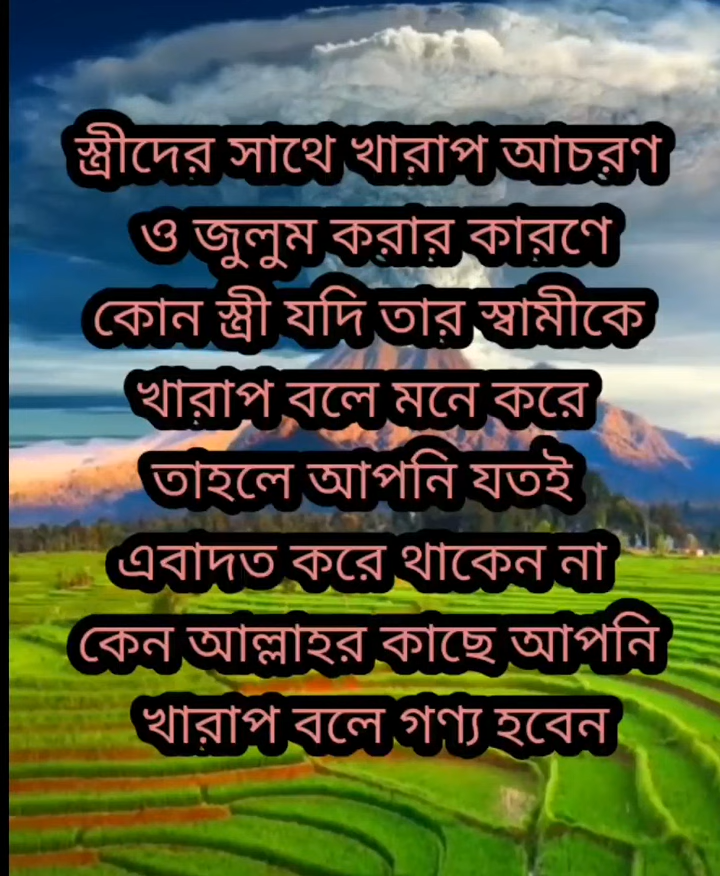 স্ত্রীদের সাথে খারাপ আচরণ
ও জুলুম করার কারণে
কোন স্ত্রী যদি তার স্বামীকে
খারাপ বলে মনে করে
তাহলে আপনি যতই
এবাদত করে থাকেন না
কেন আল্লাহর কাছে আপনি
খারাপ বলে গণ্য হবেন